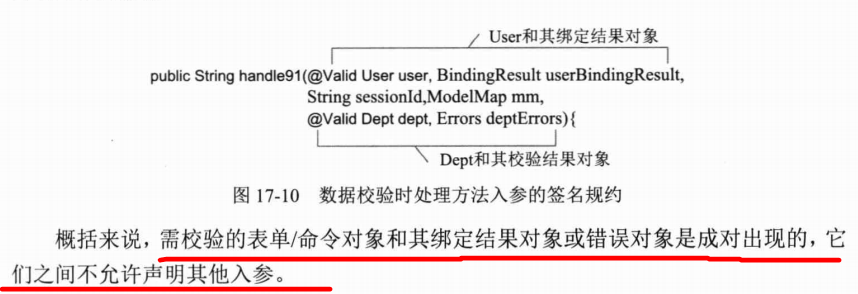 User和其绑定结果对象
public String handle91(@Valid User user, BindingResult userBindingResult,
String sessionId,ModelMap mm,
@Valid Dept dept, Errors deptErrors){
Dept和其校验结果对象
图 17-10 数据校验时处理方法入参的签名规约
概括来说，需校验的表单/命令对象和其绑定结果对象或错误对象是成对出现的，它
们之间不允许声明其他入参。